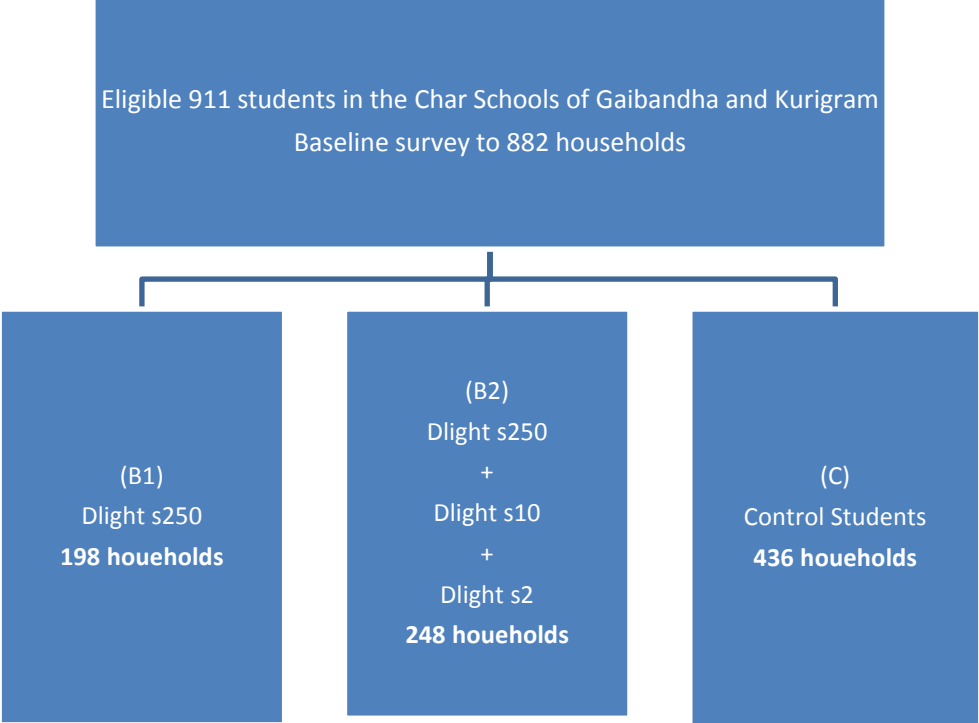 Eligible 911 students in the Char Schools of Gaibandha and Kurigram
Baseline survey to 882 households
(B1)
Dlight s250
198 houeholds
(B2)
Dlight s250
+
Dlight s10
+
Dlight s2
248 houeholds
(C)
Control Students
436 houeholds